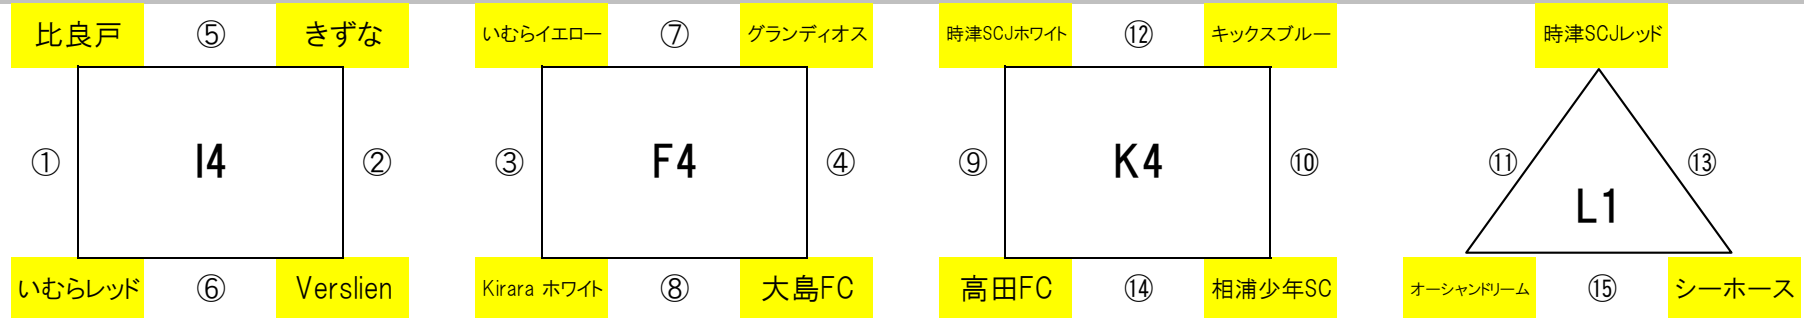 比良戸 ⑤ きずな いむらイエロー ⑦ グランディオス 時津SCJホワイト ⑫ キックスブルー 時津SCJレッド
① I4 ② ③ F4 ④ ⑨ K4 ⑩ ⑪ L1 ⑬
いむらレッド ⑥ Verslien Kirara ホワイト ⑧ 大島FC 高田FC ⑭ 相浦少年SC オーシャンドリーム ⑮ シーホース